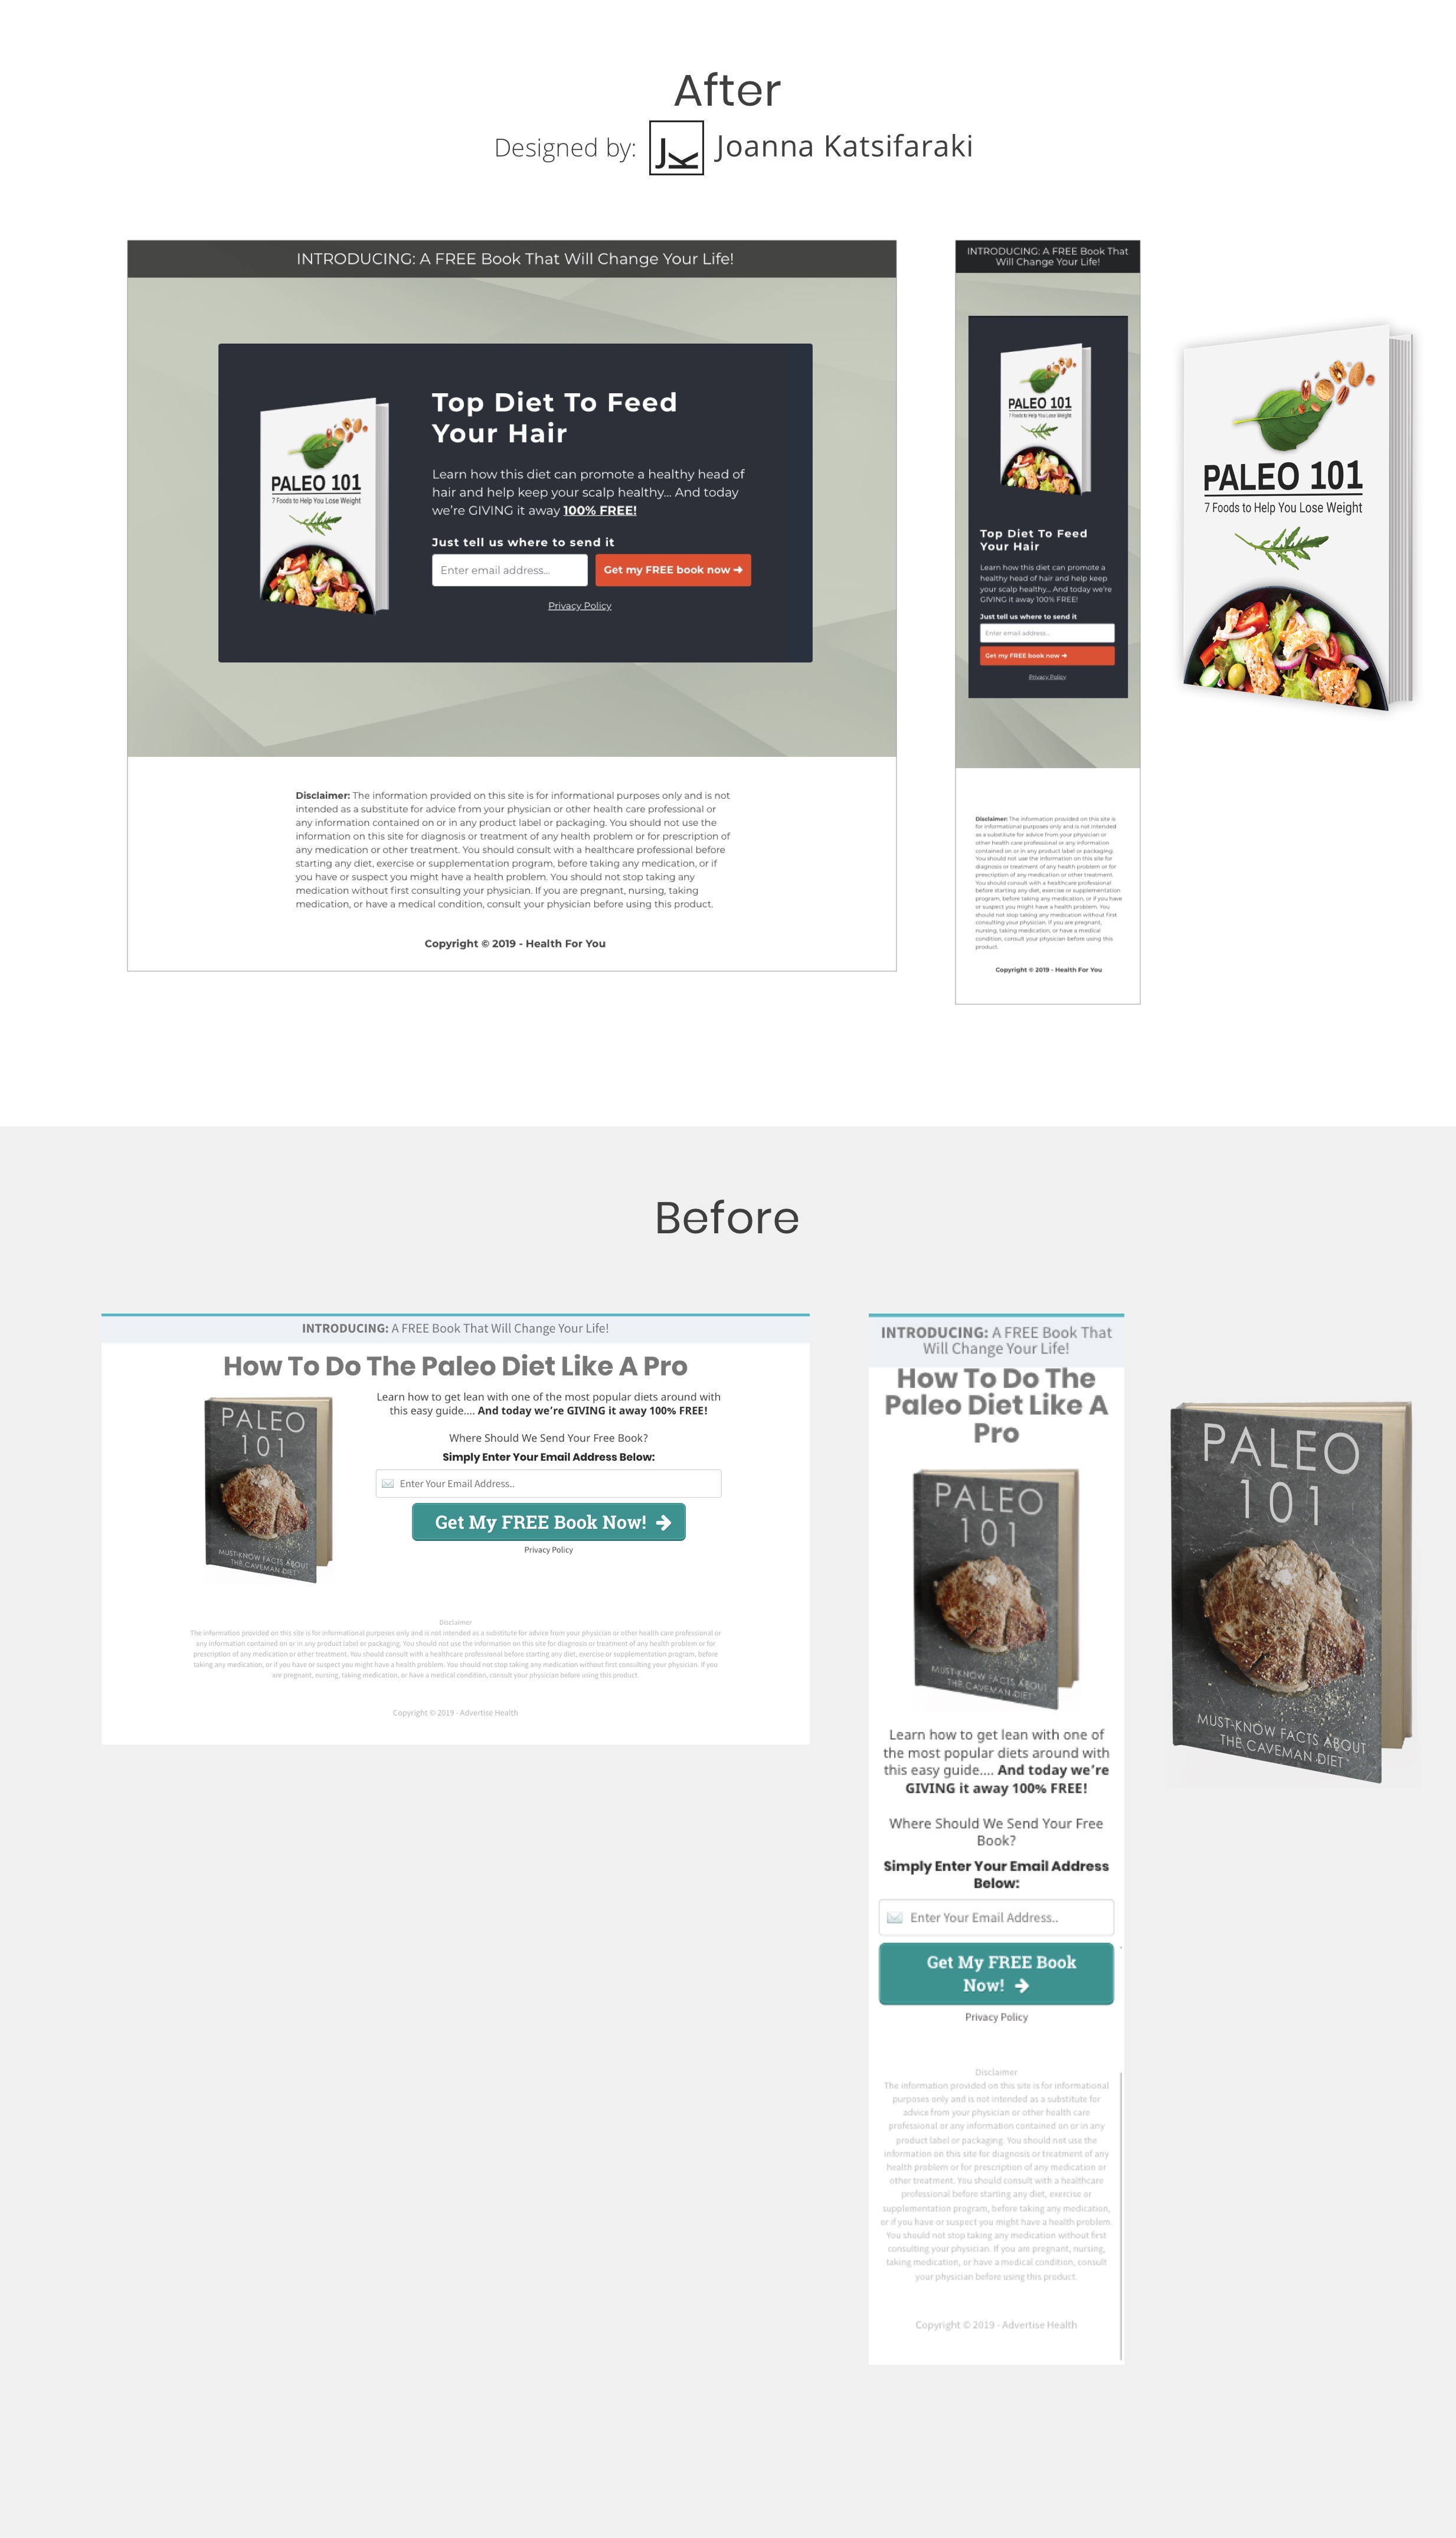 After
Designed by: JK Joanna Katsifaraki
INTRODUCING: A FREE Book That Will Change Your Life!
PALEO 101
7 Foods to Help You Lose Weight
Top Diet To Feed
Your Hair
Learn how this diet can promote a healthy head of
hair and help keep your scalp healthy... And today
we're GIVING it away 100% FREE!
Just tell us where to send it
Enter email address...
Get my FREE book now ➜
Privacy Policy
Disclaimer: The information provided on this site is for informational purposes only and is not
intended as a substitute for advice from your physician or other health care professional or
any information contained on or in any product label or packaging. You should not use the
information on this site for diagnosis or treatment of any health problem or for prescription of
any medication or other treatment. You should consult with a healthcare professional before
starting any diet, exercise or supplementation program, before taking any medication, or if
you have or suspect you might have a health problem. You should not stop taking any
medication without first consulting your physician. If you are pregnant, nursing, taking
medication, or have a medical condition, consult your physician before using this product.
Copyright © 2019 - Health For You
INTRODUCING: A FREE Book That
Will Change Your Life!
PALEO 101
7 Foods to Help You Lose Weight
Top Diet To Feed
Your Hair
Learn how this diet can promote a
healthy head of hair and help keep
your scalp healthy... And today we're
GIVING it away 100% FREE!
Just tell us where to send it
Enter email address...
Get my FREE book now ➜
Privacy Policy
Disclaimer: The information provided on this site is
for informational purposes only and is not intended
as a substitute for advice from your physician or
other health care professional or any information
contained on or in any product label or packaging.
You should not use the information on this site for
diagnosis or treatment of any health problem or for
prescription of any medication or other treatment.
You should consult with a healthcare professional
before starting any diet, exercise or supplementation
program, before taking any medication, or if you have
or suspect you might have a health problem. You
should not stop taking any medication without first
consulting your physician. If you are pregnant,
nursing, taking medication, or have a medical
condition, consult your physician before using this
product.
Copyright © 2019 - Health For You
PALEO 101
7 Foods to Help You Lose Weight
Before
INTRODUCING: A FREE Book That Will Change Your Life!
How To Do The Paleo Diet Like A Pro
PALEO
101
MUST-KNOW FACTS ABOUT
THE CAVEMAN DIET
Learn how to get lean with one of the most popular diets around with
this easy guide.... And today we're GIVING it away 100% FREE!
Where Should We Send Your Free Book?
Simply Enter Your Email Address Below:
Enter Your Email Address..
Get My FREE Book Now! ➜
Privacy Policy
Disclaimer
The information provided on this site is for informational purposes only and is not intended as a substitute for advice from your physician or other health care professional or
any information contained on or in any product label or packaging. You should not use the information on this site for diagnosis or treatment of any health problem or for
prescription of any medication or other treatment. You should consult with a healthcare professional before starting any diet, exercise or supplementation program, before
taking any medication, or if you have or suspect you might have a health problem. You should not stop taking any medication without first consulting your physician. If you
are pregnant, nursing, taking medication, or have a medical condition, consult your physician before using this product.
Copyright © 2019 - Advertise Health
INTRODUCING: A FREE Book That
Will Change Your Life!
How To Do The
Paleo Diet Like A
Pro
PALEO
101
MUST-KNOW FACTS ABOUT
THE CAVEMAN DIET
Learn how to get lean with one of
the most popular diets around with
this easy guide.... And today we're
GIVING it away 100% FREE!
Where Should We Send Your Free
Book?
Simply Enter Your Email Address
Below:
Enter Your Email Address..
Get My FREE Book
Now! ➜
Privacy Policy
Disclaimer
The information provided on this site is for informational
purposes only and is not intended as a substitute for
advice from your physician or other health care
professional or any information contained on or in any
product label or packaging. You should not use the
information on this site for diagnosis or treatment of any
health problem or for prescription of any medication or
other treatment. You should consult with a healthcare
professional before starting any diet, exercise or
supplementation program, before taking any medication,
or if you have or suspect you might have a health problem.
You should not stop taking any medication without first
consulting your physician. If you are pregnant, nursing,
taking medication, or have a medical condition, consult
your physician before using this product.
Copyright © 2019 - Advertise Health
PALEO
101
MUST-KNOW FACTS ABOUT
THE CAVEMAN DIET